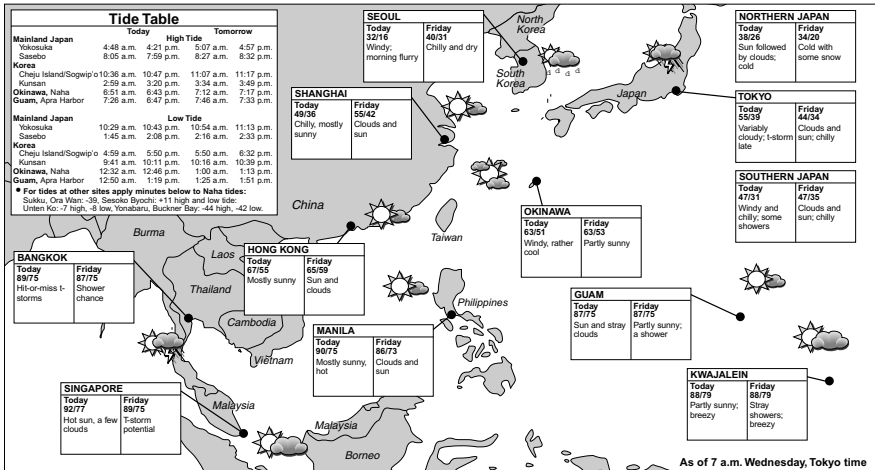 Tide Table
Today Tomorrow
Mainland Japan High Tide
Yokosuka 4:48 a.m. 4:21 p.m. 5:07 a.m. 4:57 p.m.
Sasebo 8:05 a.m. 7:59 p.m. 8:27 a.m. 8:32 p.m.
Korea
Cheju Island/Sogwip'o 10:36 a.m. 10:47 p.m. 11:07 a.m. 11:17 p.m.
Kunsan 2:59 a.m. 3:20 p.m. 3:34 a.m. 3:49 p.m.
Okinawa, Naha 6:51 a.m. 6:43 p.m. 7:12 a.m. 7:17 p.m.
Guam, Apra Harbor 7:26 a.m. 6:47 p.m. 7:46 a.m. 7:33 p.m.
Mainland Japan Low Tide
Yokosuka 10:29 a.m. 10:43 p.m. 10:54 a.m. 11:13 p.m.
Sasebo 1:45 a.m. 2:08 p.m. 2:16 a.m. 2:33 p.m.
Korea
Cheju Island/Sogwip'o 4:59 a.m. 5:50 p.m. 5:50 a.m. 6:32 p.m.
Kunsan 9:41 a.m. 10:11 p.m. 10:16 a.m. 10:39 p.m.
Okinawa, Naha 12:32 a.m. 12:46 p.m. 1:00 a.m. 1:13 p.m.
Guam, Apra Harbor 12:50 a.m. 1:19 p.m. 1:25 a.m. 1:51 p.m.
● For tides at other sites apply minutes below to Naha tides:
Sukku, Ora Wan: -39, Sesoko Byochi: +11 high and low tide:
Unten Ko: -7 high, -8 low, Yonabaru, Buckner Bay: -44 high, -42 low.
SEOUL
Today Friday
32/16 40/31
Windy; Chilly and dry
morning flurry
North
Korea
South
Korea
Japan
NORTHERN JAPAN
Today Friday
38/26 34/20
Sun followed Cold with
by clouds; some snow
cold
SHANGHAI
Today Friday
49/36 55/42
Chilly, mostly Clouds and
sunny sun
TOKYO
Today Friday
55/39 44/34
Variably Clouds and
cloudy; t-storm sun; chilly
late
SOUTHERN JAPAN
Today Friday
47/31 47/35
Windy and Clouds and
chilly; some sun; chilly
showers
China
Taiwan
OKINAWA
Today Friday
63/51 63/53
Windy, rather Partly sunny
cool
Burma
Laos
Thailand
Cambodia
Vietnam
Philippines
HONG KONG
Today Friday
67/55 65/59
Mostly sunny Sun and
clouds
BANGKOK
Today Friday
89/75 87/75
Hit-or-miss t- Shower
storms chance
GUAM
Today Friday
87/75 87/75
Sun and stray Partly sunny;
clouds a shower
MANILA
Today Friday
90/75 86/73
Mostly sunny, Clouds and
hot sun
KWAJALEIN
Today Friday
88/79 88/79
Partly sunny; Stray
breezy showers;
breezy
SINGAPORE
Today Friday
92/77 89/75
Hot sun, a few T-storm
clouds potential
Malaysia
Malaysia
Borneo
As of 7 a.m. Wednesday, Tokyo time